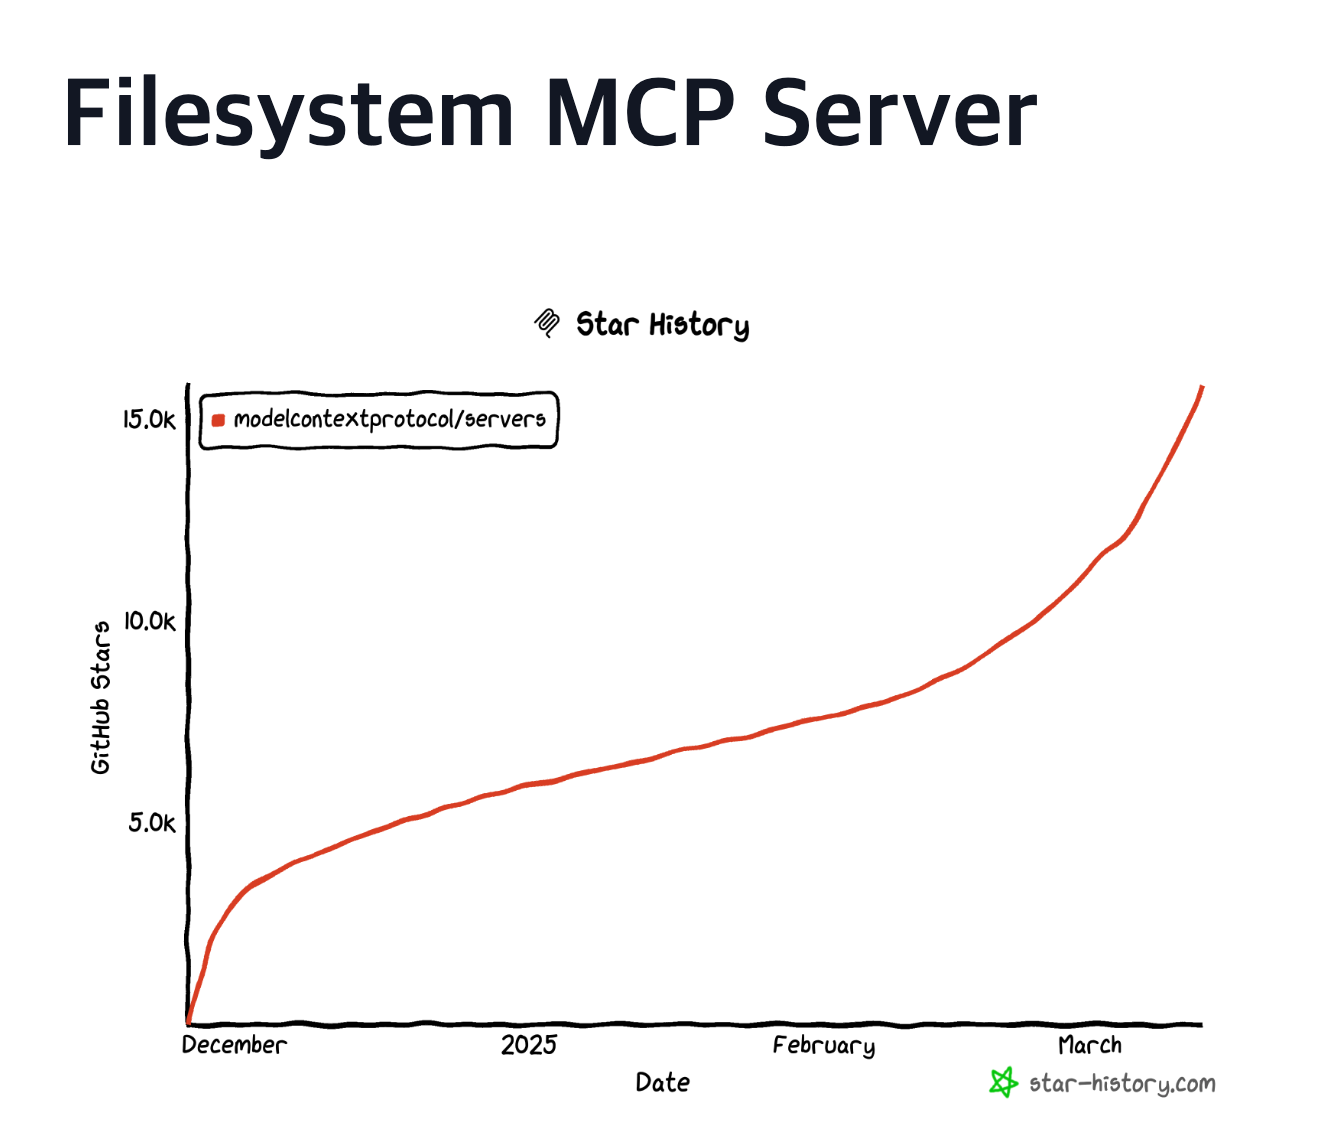 Filesystem MCP Server
Star History
modelcontextprotocol/servers
15.0k
10.0k
5.0k
GitHub Stars
December 2025 February March
Date
star-history.com